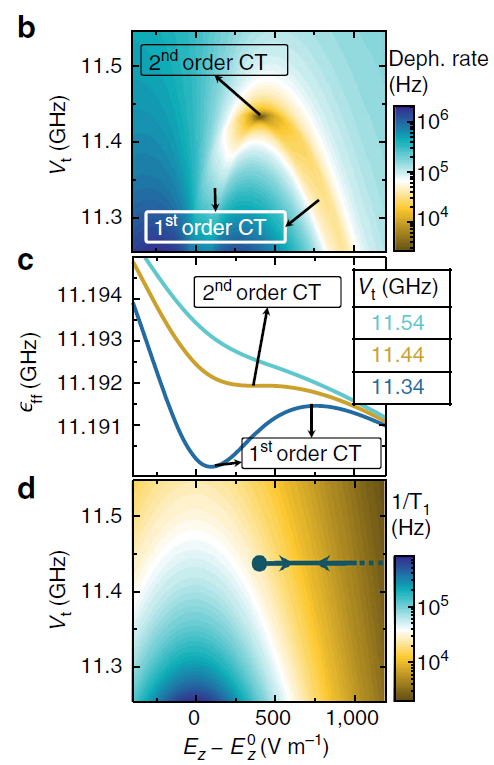 b
2nd order CT
Deph. rate
(Hz)
11.5
11.4
11.3
Vt (GHz)
10^6
10^5
10^4
1st order CT
c
2nd order CT
Vt (GHz)
11.54
11.44
11.34
11.194
11.193
11.192
11.191
ϵff (GHz)
1st order CT
d
1/T1
(Hz)
11.5
11.4
11.3
Vt (GHz)
10^5
10^4
0
500
1,000
Ez – Ez^0 (V m^–1)